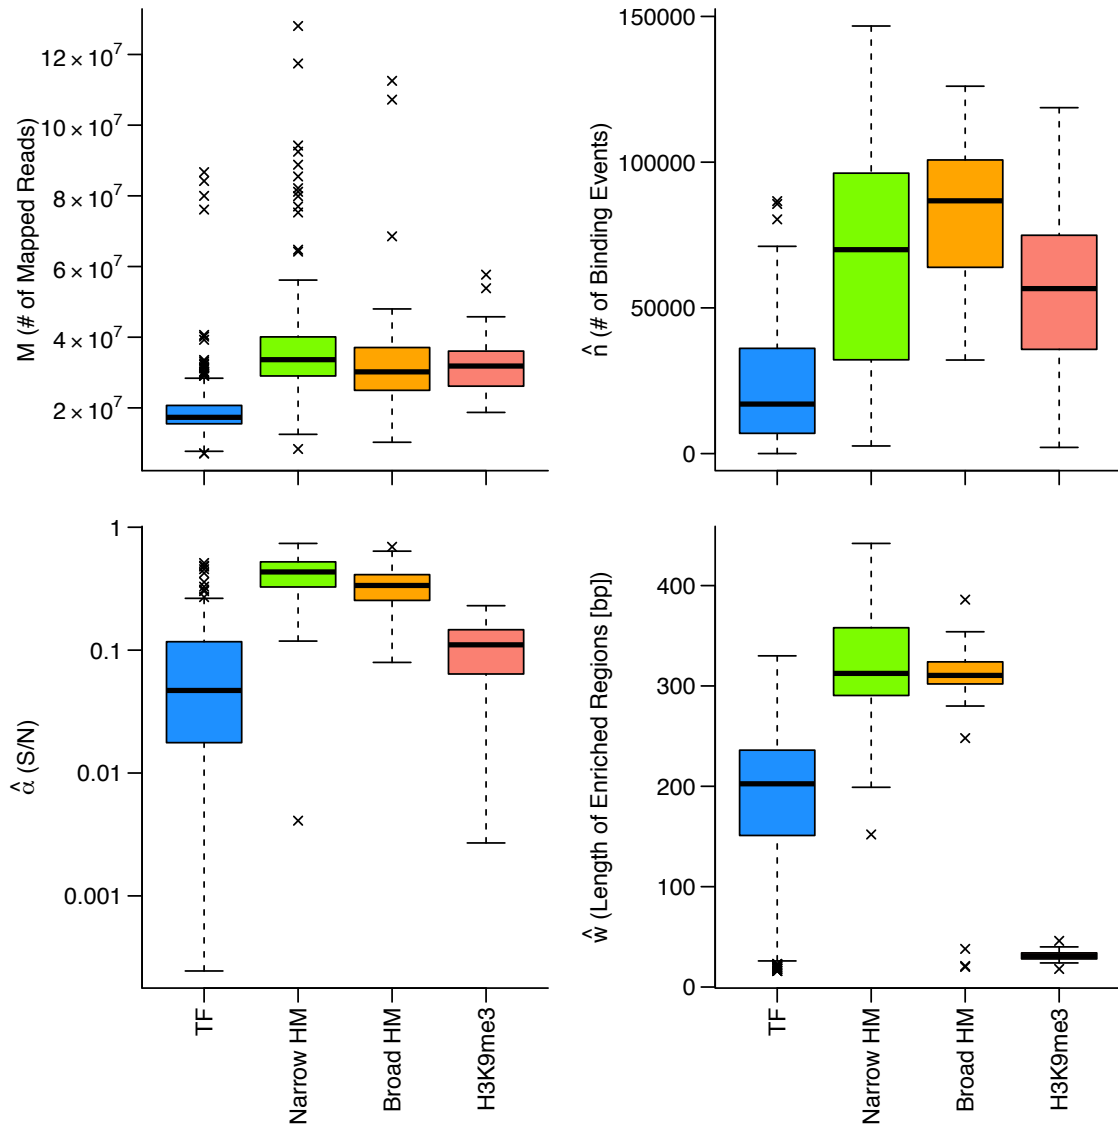 M (# of Mapped Reads)
12 × 10^7
10 × 10^7
8 × 10^7
6 × 10^7
4 × 10^7
2 × 10^7
n̂ (# of Binding Events)
150000
100000
50000
0
α̂ (S/N)
1
0.1
0.01
0.001
TF
Narrow HM
Broad HM
H3K9me3
ŵ (Length of Enriched Regions [bp])
400
300
200
100
0
TF
Narrow HM
Broad HM
H3K9me3